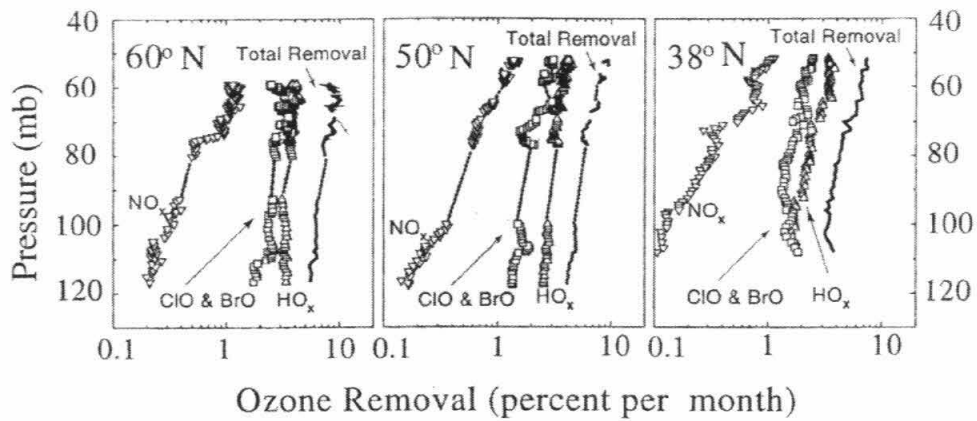 40
60
80
100
120
Pressure (mb)
60° N
Total Removal
NOx
ClO & BrO
HOx
50° N
Total Removal
NOx
ClO & BrO
HOx
38° N
Total Removal
NOx
ClO & BrO
HOx
40
60
80
100
120
0.1 1 10 0.1 1 10 0.1 1 10
Ozone Removal (percent per month)